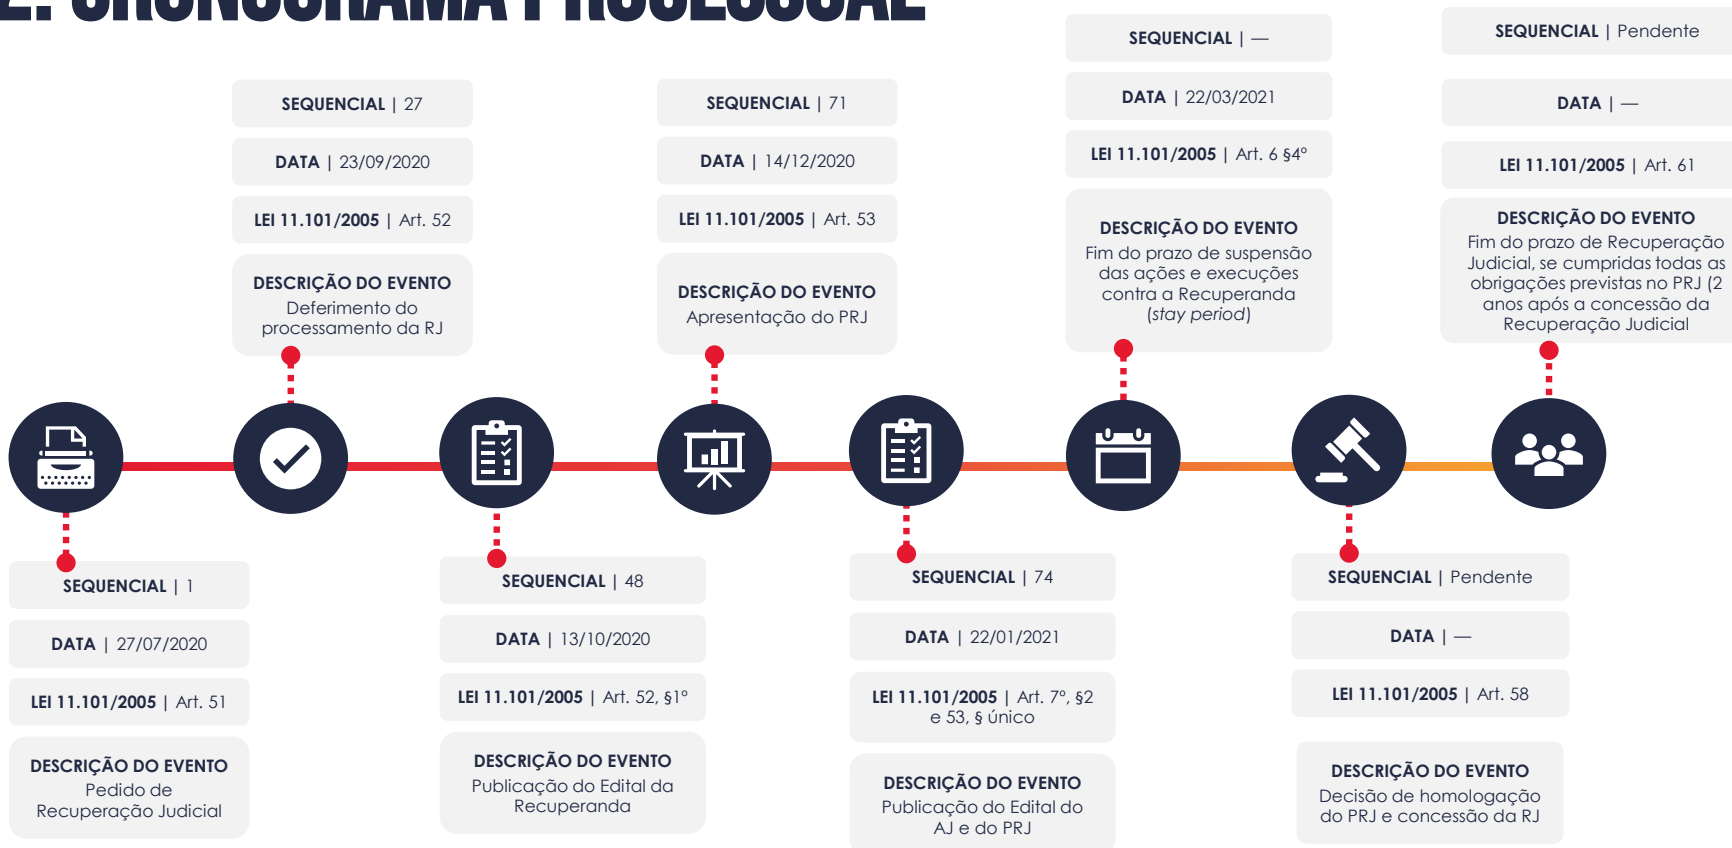 2. CRONOGRAMA PROCESSUAL
SEQUENCIAL | 1
DATA | 27/07/2020
LEI 11.101/2005 | Art. 51
DESCRIÇÃO DO EVENTO
Pedido de
Recuperação Judicial
SEQUENCIAL | 27
DATA | 23/09/2020
LEI 11.101/2005 | Art. 52
DESCRIÇÃO DO EVENTO
Deferimento do
processamento da RJ
SEQUENCIAL | 48
DATA | 13/10/2020
LEI 11.101/2005 | Art. 52, §1º
DESCRIÇÃO DO EVENTO
Publicação do Edital da
Recuperanda
SEQUENCIAL | 71
DATA | 14/12/2020
LEI 11.101/2005 | Art. 53
DESCRIÇÃO DO EVENTO
Apresentação do PRJ
SEQUENCIAL | 74
DATA | 22/01/2021
LEI 11.101/2005 | Art. 7º, §2
e 53, § único
DESCRIÇÃO DO EVENTO
Publicação do Edital do
AJ e do PRJ
SEQUENCIAL | —
DATA | 22/03/2021
LEI 11.101/2005 | Art. 6 §4º
DESCRIÇÃO DO EVENTO
Fim do prazo de suspensão
das ações e execuções
contra a Recuperanda
(stay period)
SEQUENCIAL | Pendente
DATA | —
LEI 11.101/2005 | Art. 58
DESCRIÇÃO DO EVENTO
Decisão de homologação
do PRJ e concessão da RJ
SEQUENCIAL | Pendente
DATA | —
LEI 11.101/2005 | Art. 61
DESCRIÇÃO DO EVENTO
Fim do prazo de Recuperação
Judicial, se cumpridas todas as
obrigações previstas no PRJ (2
anos após a concessão da
Recuperação Judicial